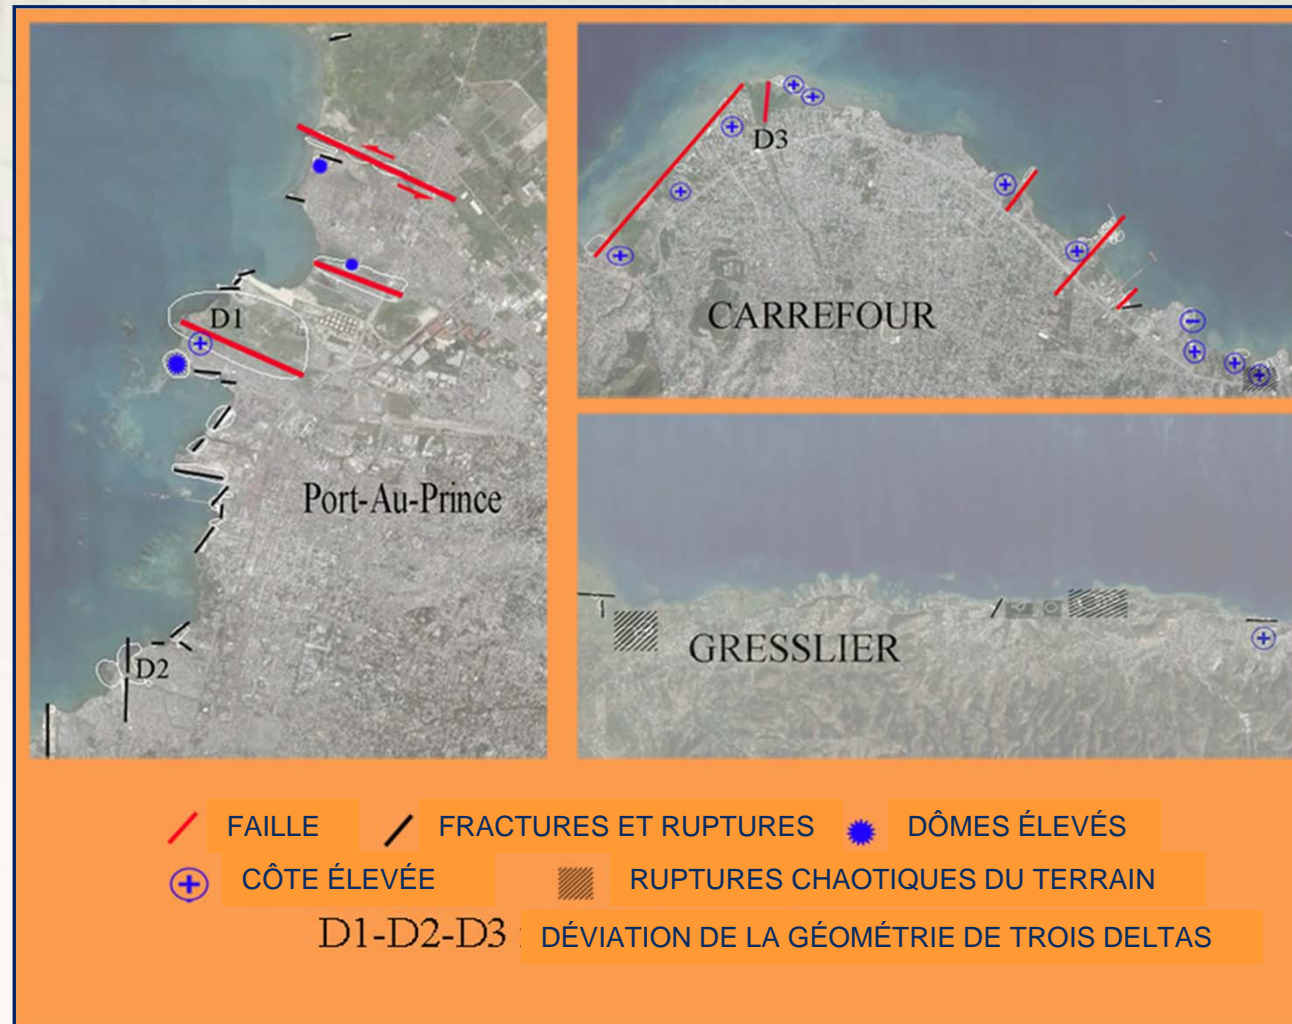 D1
Port-Au-Prince
D2
D3
CARREFOUR
GRESSLIER
FAILLE
FRACTURES ET RUPTURES
DÔMES ÉLEVÉS
CÔTE ÉLEVÉE
RUPTURES CHAOTIQUES DU TERRAIN
D1-D2-D3 : DÉVIATION DE LA GÉOMÉTRIE DE TROIS DELTAS